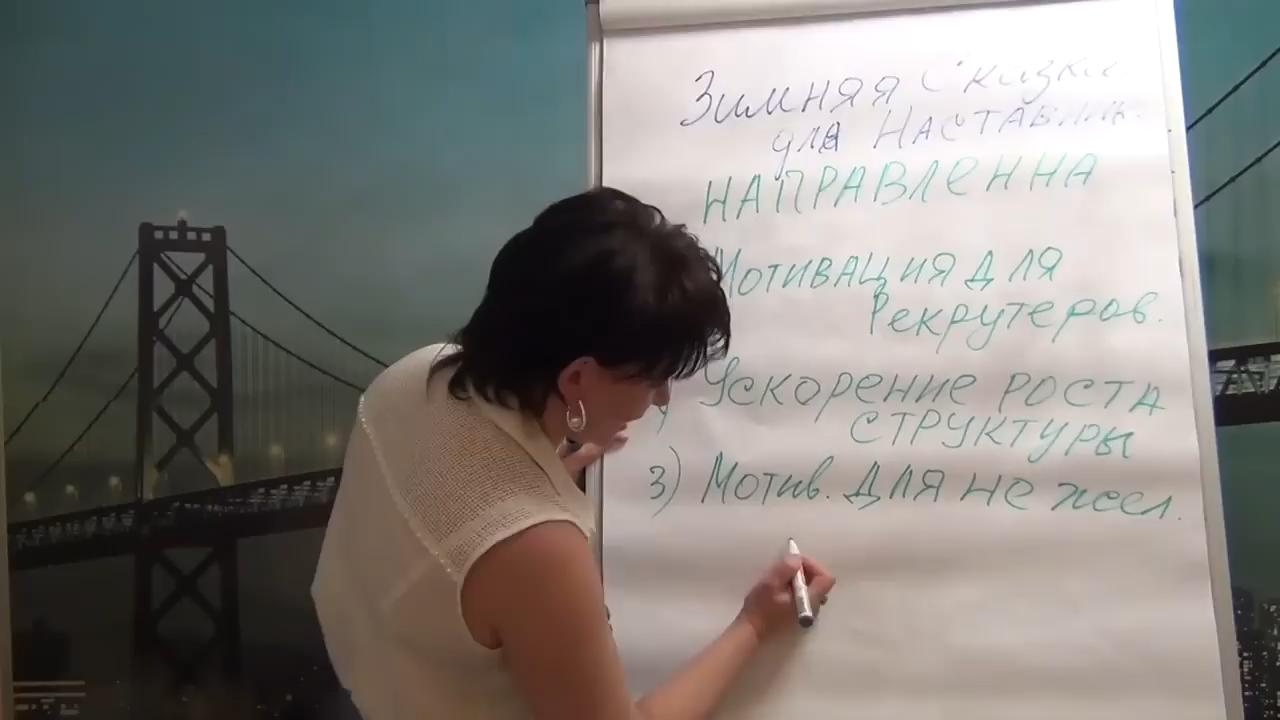 Зимняя Сказка
для Наставник
НАПРАВЛЕННА
Мотивация для
Рекрутеров.
Ускорение роста
структуры
3) Мотив. для не жел.